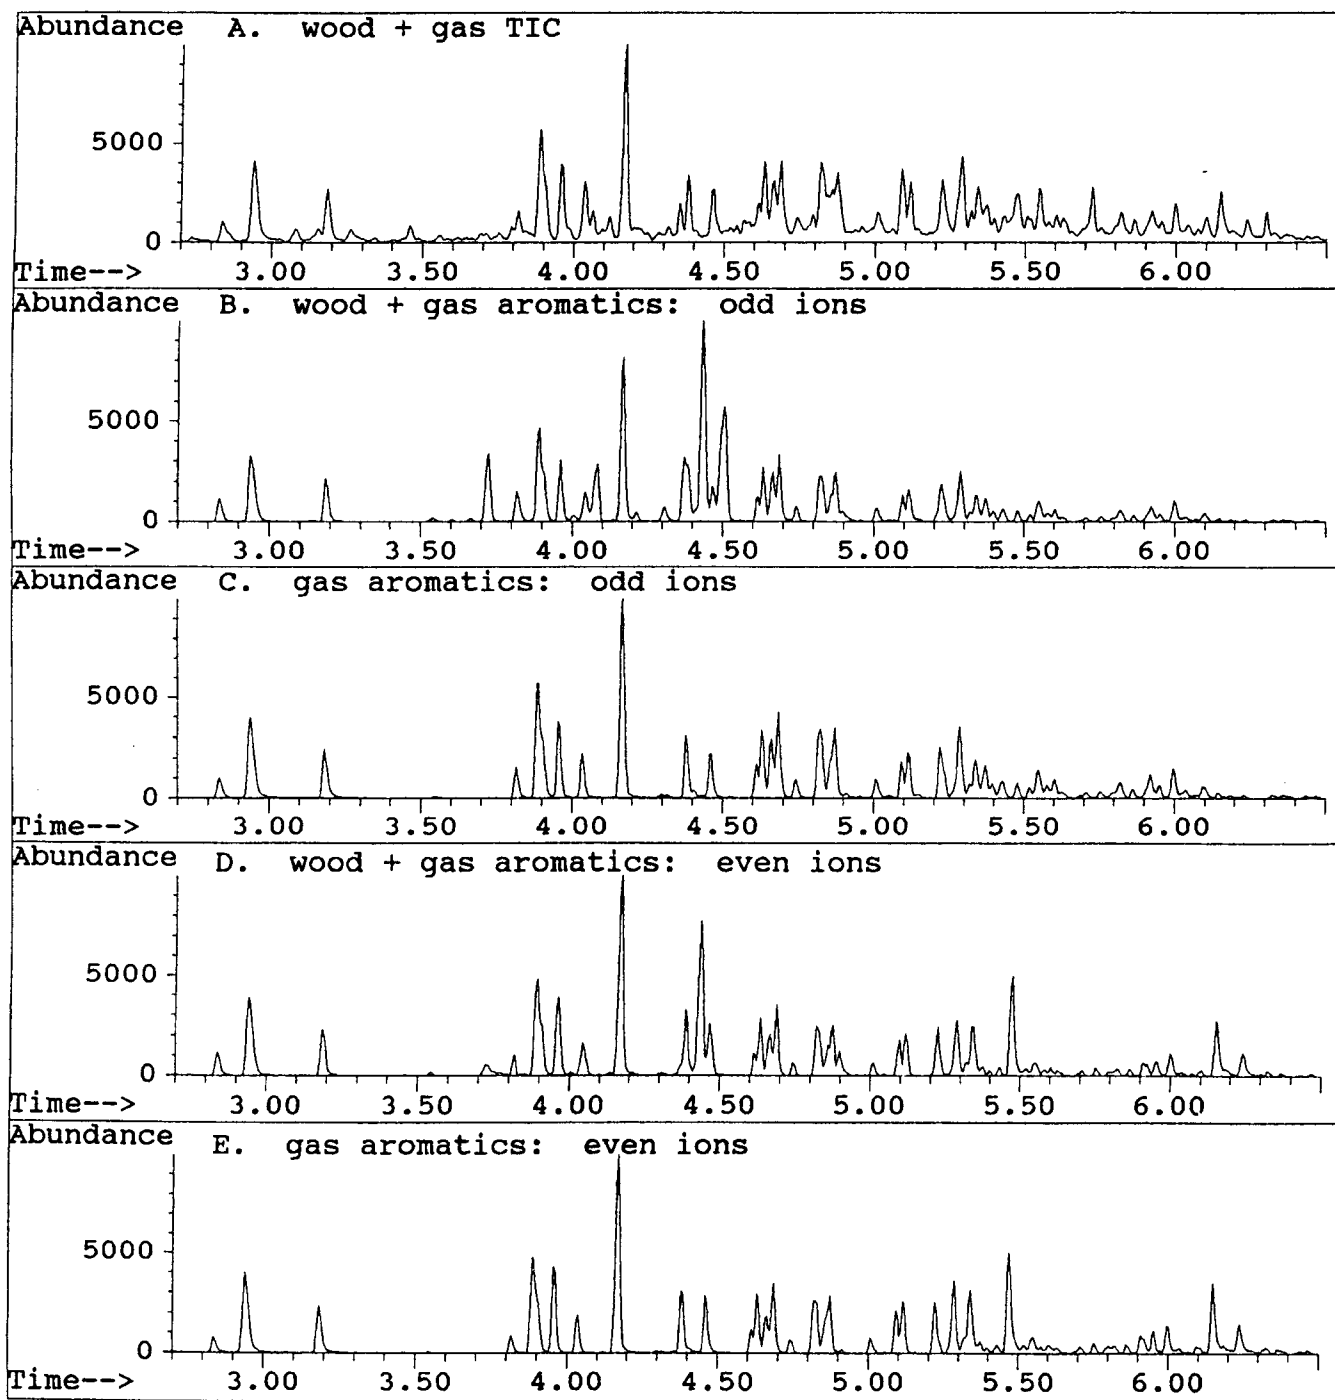 Abundance A. wood + gas TIC
5000
0
Time--> 3.00 3.50 4.00 4.50 5.00 5.50 6.00
Abundance B. wood + gas aromatics: odd ions
5000
0
Time--> 3.00 3.50 4.00 4.50 5.00 5.50 6.00
Abundance C. gas aromatics: odd ions
5000
0
Time--> 3.00 3.50 4.00 4.50 5.00 5.50 6.00
Abundance D. wood + gas aromatics: even ions
5000
0
Time--> 3.00 3.50 4.00 4.50 5.00 5.50 6.00
Abundance E. gas aromatics: even ions
5000
0
Time--> 3.00 3.50 4.00 4.50 5.00 5.50 6.00